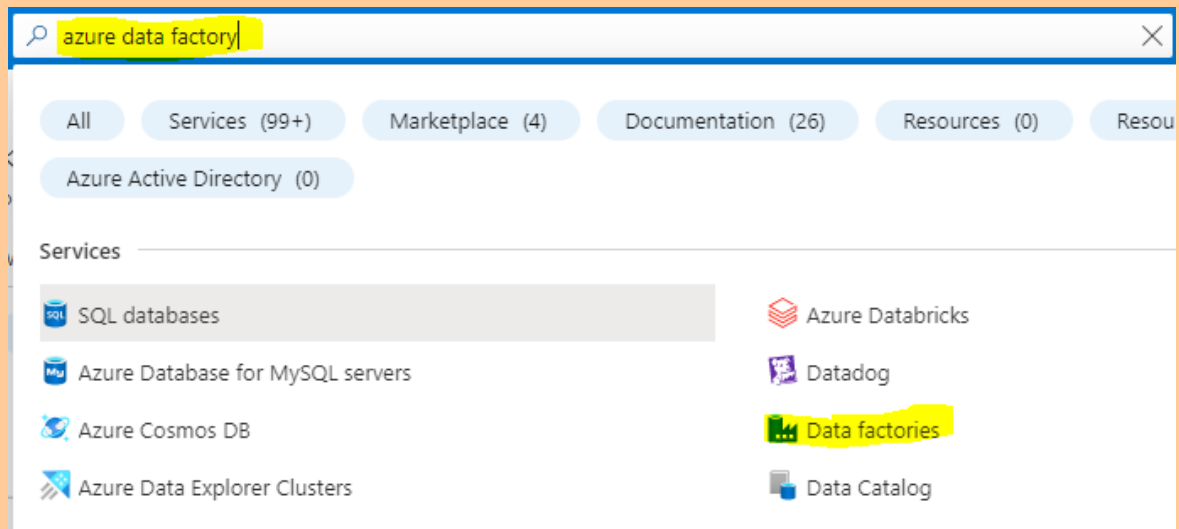 azure data factory
All Services (99+) Marketplace (4) Documentation (26) Resources (0) Resou
Azure Active Directory (0)
Services
SQL databases
Azure Databricks
Azure Database for MySQL servers
Datadog
Azure Cosmos DB
Data factories
Azure Data Explorer Clusters
Data Catalog